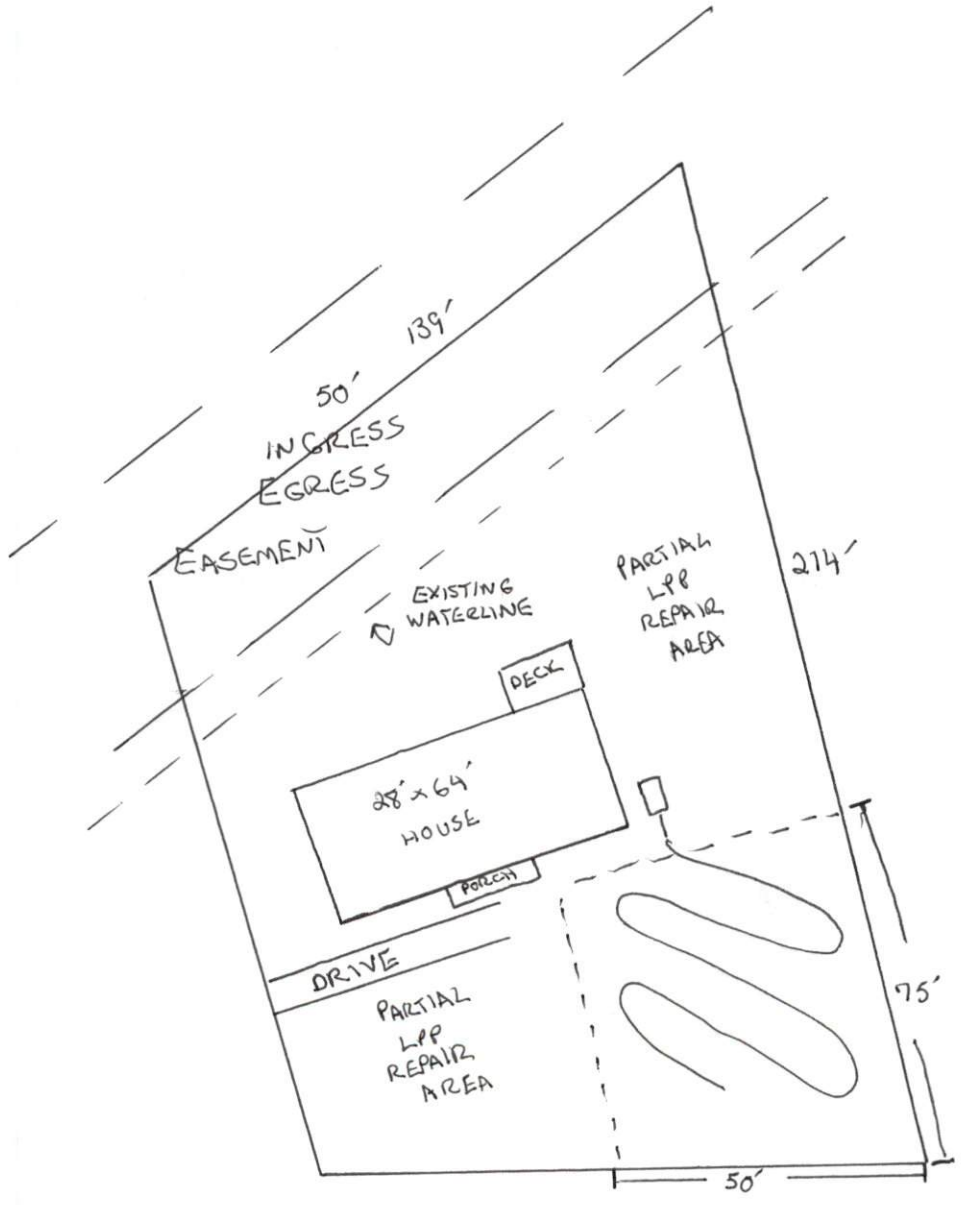 139′
50′
INGRESS
EGRESS
EASEMENT
EXISTING
WATERLINE
PARTIAL
LPP
REPAIR
AREA
274′
DECK
28′ x 64′
HOUSE
PORCH
DRIVE
PARTIAL
LPP
REPAIR
AREA
75′
50′